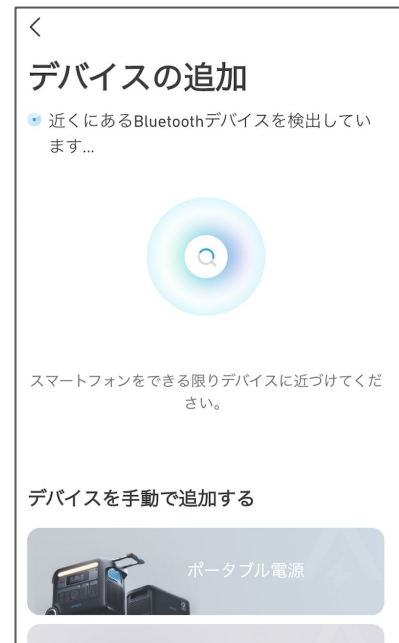 デバイスの追加
近くにあるBluetoothデバイスを検出してい
ます...
スマートフォンをできる限りデバイスに近づけてくだ
さい。
デバイスを手動で追加する
ポータブル電源